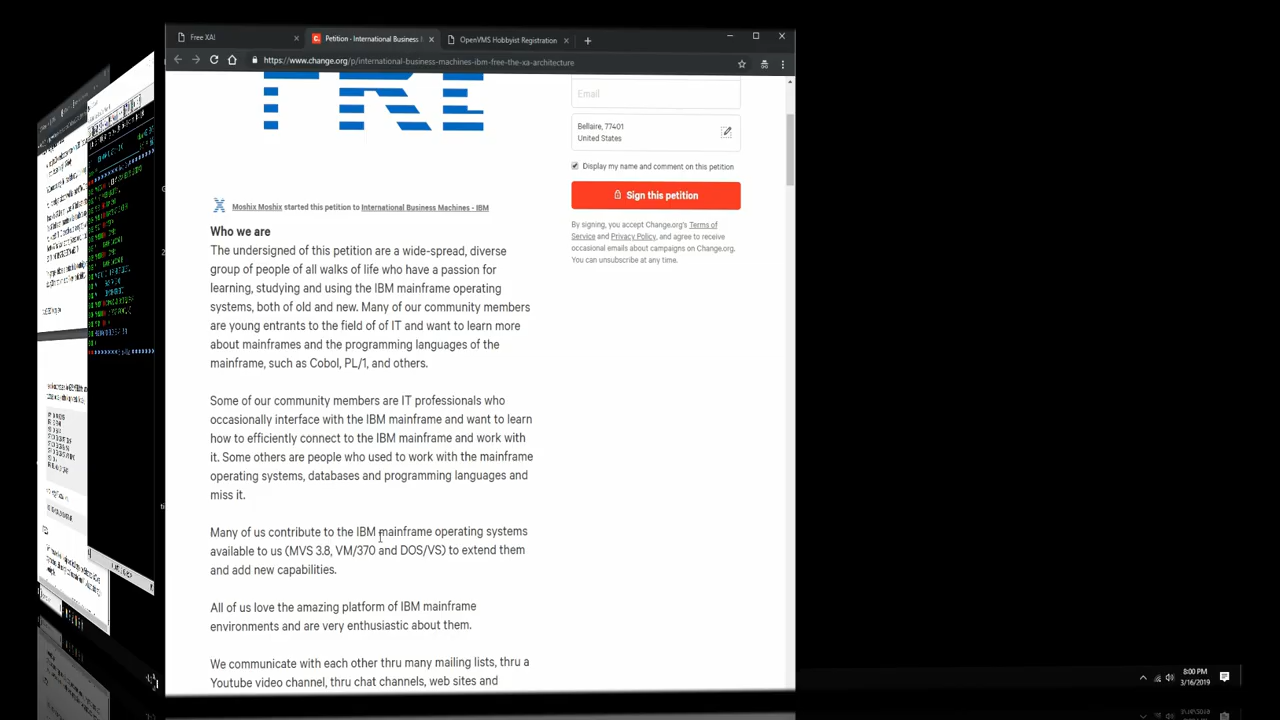 Free XA!
Petition · International Business
OpenVMS Hobbyist Registration
https://www.change.org/p/international-business-machines-ibm-free-the-xa-architecture
Email
Bellaire, 77401
United States
Display my name and comment on this petition
Sign this petition
By signing, you accept Change.org's Terms of
Service and Privacy Policy, and agree to receive
occasional emails about campaigns on Change.org.
You can unsubscribe at any time.
Moshix Moshix started this petition to International Business Machines - IBM
Who we are
The undersigned of this petition are a wide-spread, diverse
group of people of all walks of life who have a passion for
learning, studying and using the IBM mainframe operating
systems, both of old and new. Many of our community members
are young entrants to the field of of IT and want to learn more
about mainframes and the programming languages of the
mainframe, such as Cobol, PL/1, and others.
Some of our community members are IT professionals who
occasionally interface with the IBM mainframe and want to learn
how to efficiently connect to the IBM mainframe and work with
it. Some others are people who used to work with the mainframe
operating systems, databases and programming languages and
miss it.
Many of us contribute to the IBM mainframe operating systems
available to us (MVS 3.8, VM/370 and DOS/VS) to extend them
and add new capabilities.
All of us love the amazing platform of IBM mainframe
environments and are very enthusiastic about them.
We communicate with each other thru many mailing lists, thru a
Youtube video channel, thru chat channels, web sites and
8:00 PM
3/16/2019